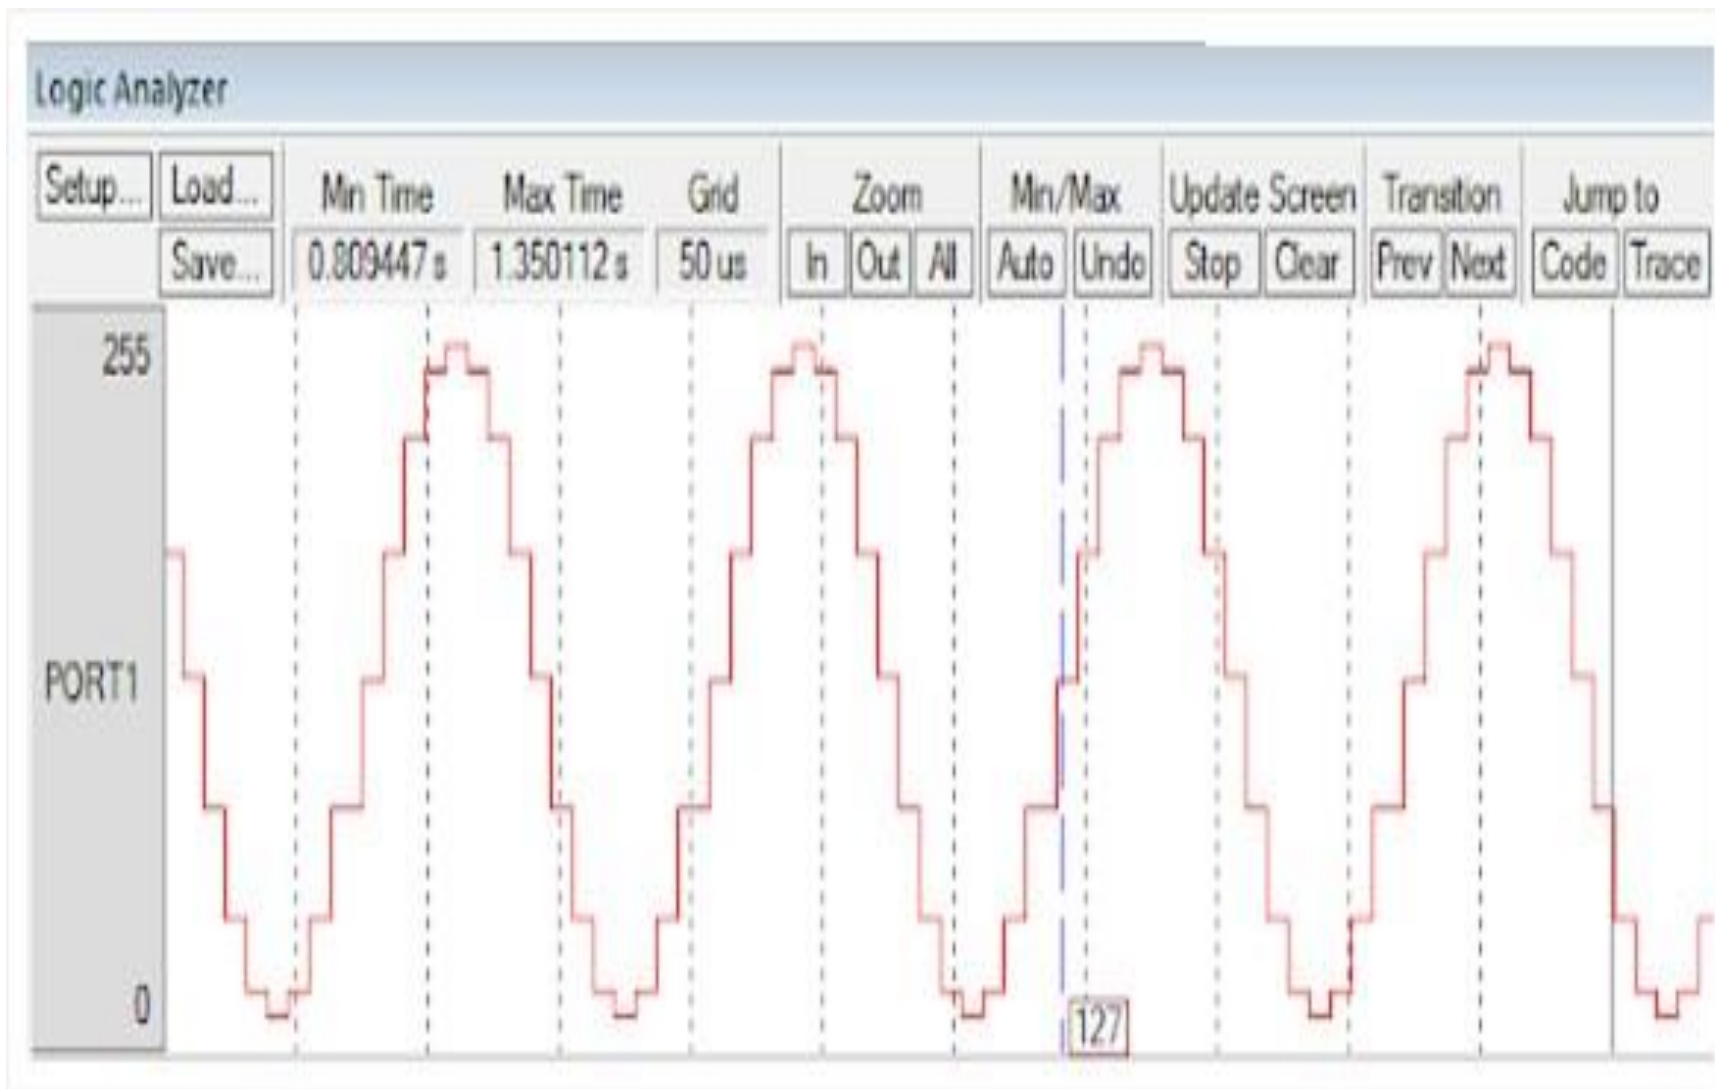 Logic Analyzer
Setup... Load... Min Time Max Time Grid Zoom Min/Max Update Screen Transition Jump to
Save... 0.809447 s 1.350112 s 50 us In Out All Auto Undo Stop Clear Prev Next Code Trace
255
PORT1
0
127